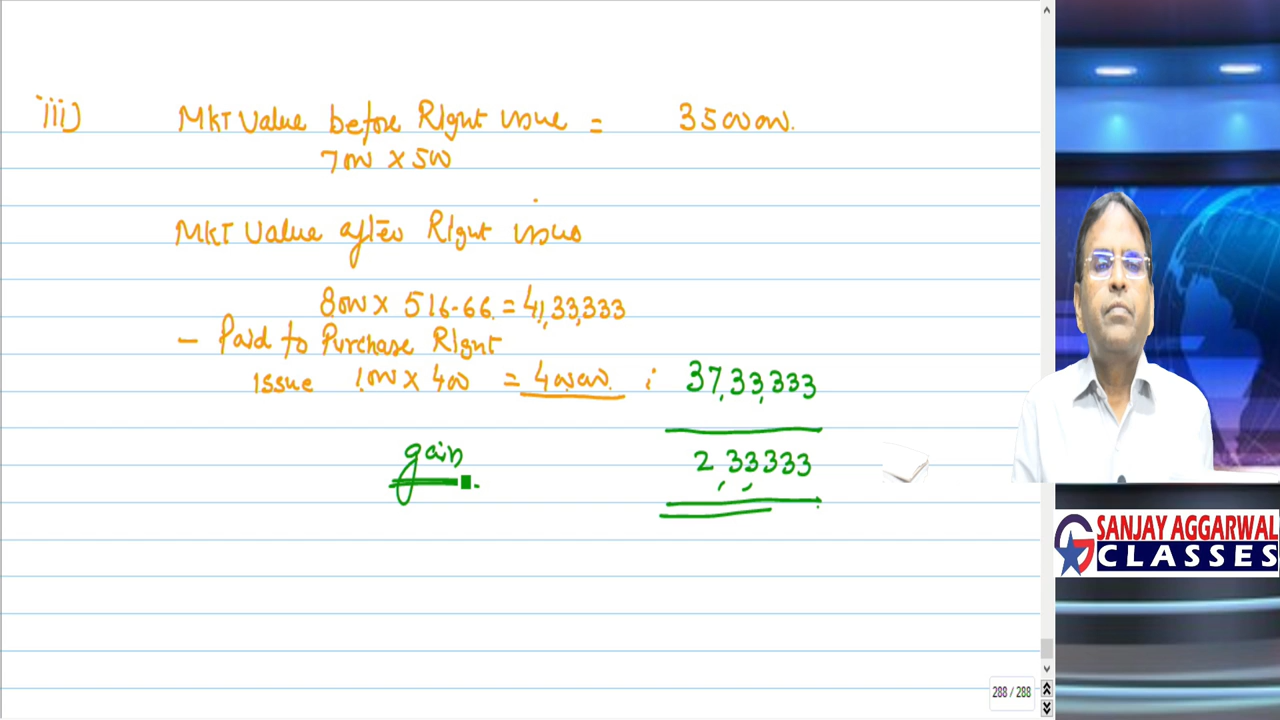 iii) Mkt Value before Right issue = 3500000.
7000 x 500
Mkt Value after Right issue
8000 x 516.66 = 41,33,333
- Paid to Purchase Right
issue 1000 x 400 = 400000. : 37,33,333
gain 2,33,333
SANJAY AGGARWAL
CLASSES
288 / 288